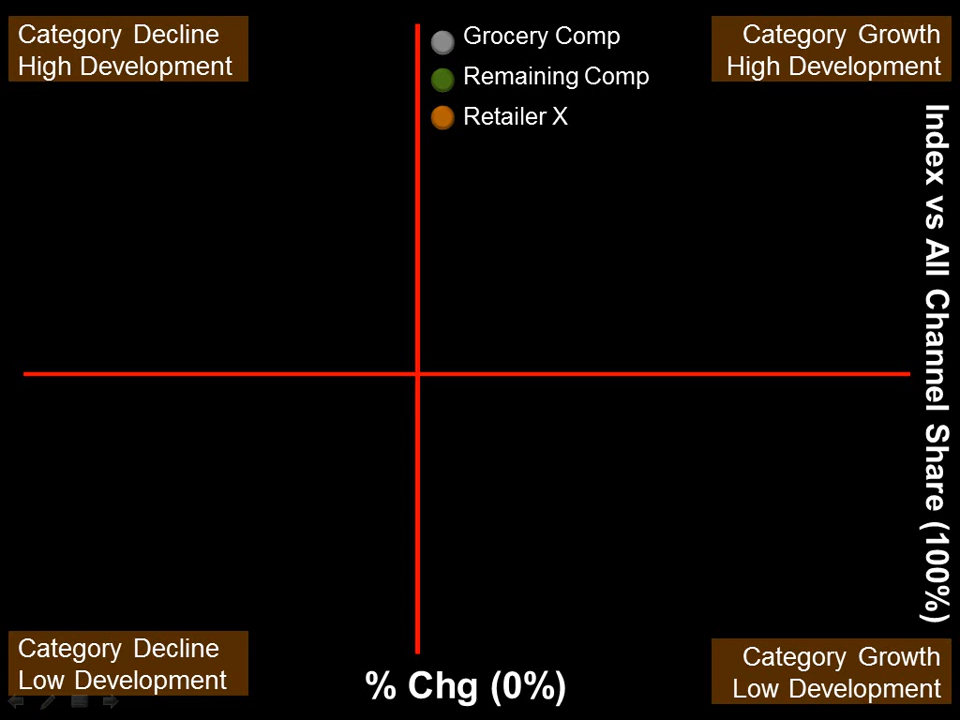 Category Decline
High Development
Grocery Comp
Remaining Comp
Retailer X
Category Growth
High Development
Index vs All Channel Share (100%)
Category Decline
Low Development
% Chg (0%)
Category Growth
Low Development